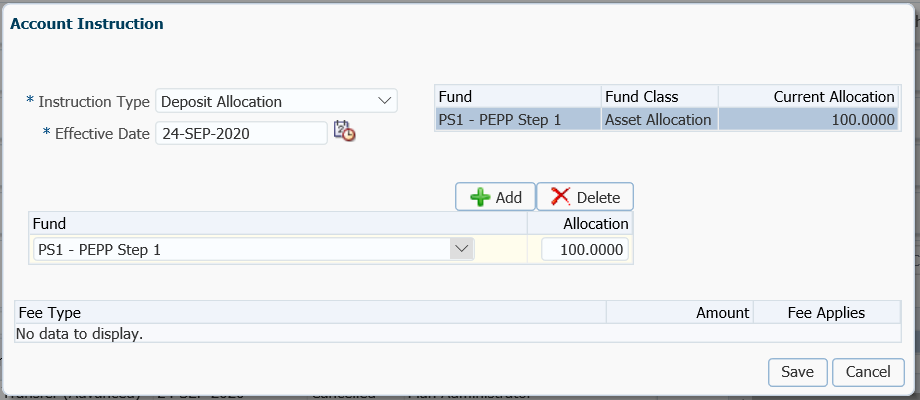 Account Instruction
* Instruction Type Deposit Allocation
* Effective Date 24-SEP-2020
Fund Fund Class Current Allocation
PS1 - PEPP Step 1 Asset Allocation 100.0000
Add Delete
Fund Allocation
PS1 - PEPP Step 1 100.0000
Fee Type Amount Fee Applies
No data to display.
Save Cancel